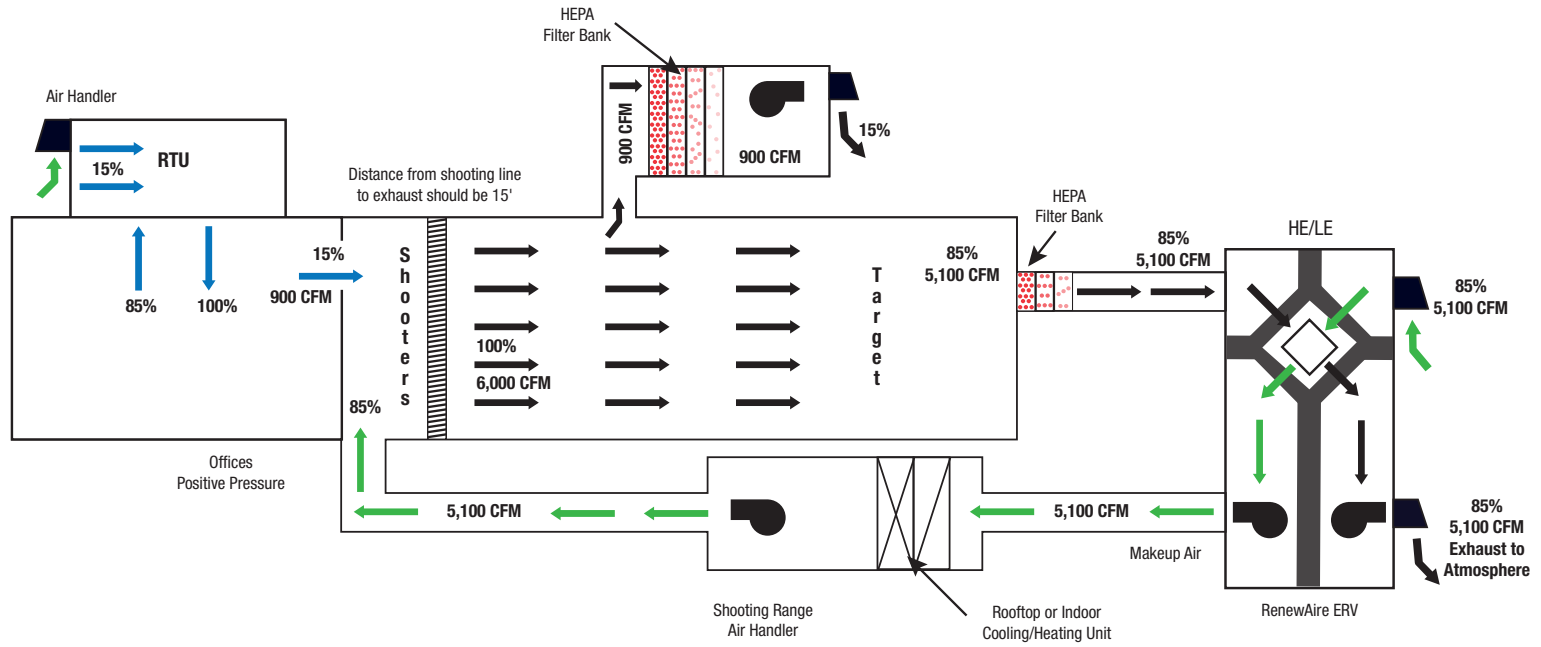 HEPA
Filter Bank
Air Handler
RTU
15%
900 CFM
900 CFM
15%
Distance from shooting line
to exhaust should be 15'
HEPA
Filter Bank
HE/LE
15%
900 CFM
85%
100%
Shooters
100%
6,000 CFM
Target
85%
5,100 CFM
85%
5,100 CFM
85%
5,100 CFM
85%
Offices
Positive Pressure
5,100 CFM
5,100 CFM
Makeup Air
85%
5,100 CFM
Exhaust to
Atmosphere
Shooting Range
Air Handler
Rooftop or Indoor
Cooling/Heating Unit
RenewAire ERV